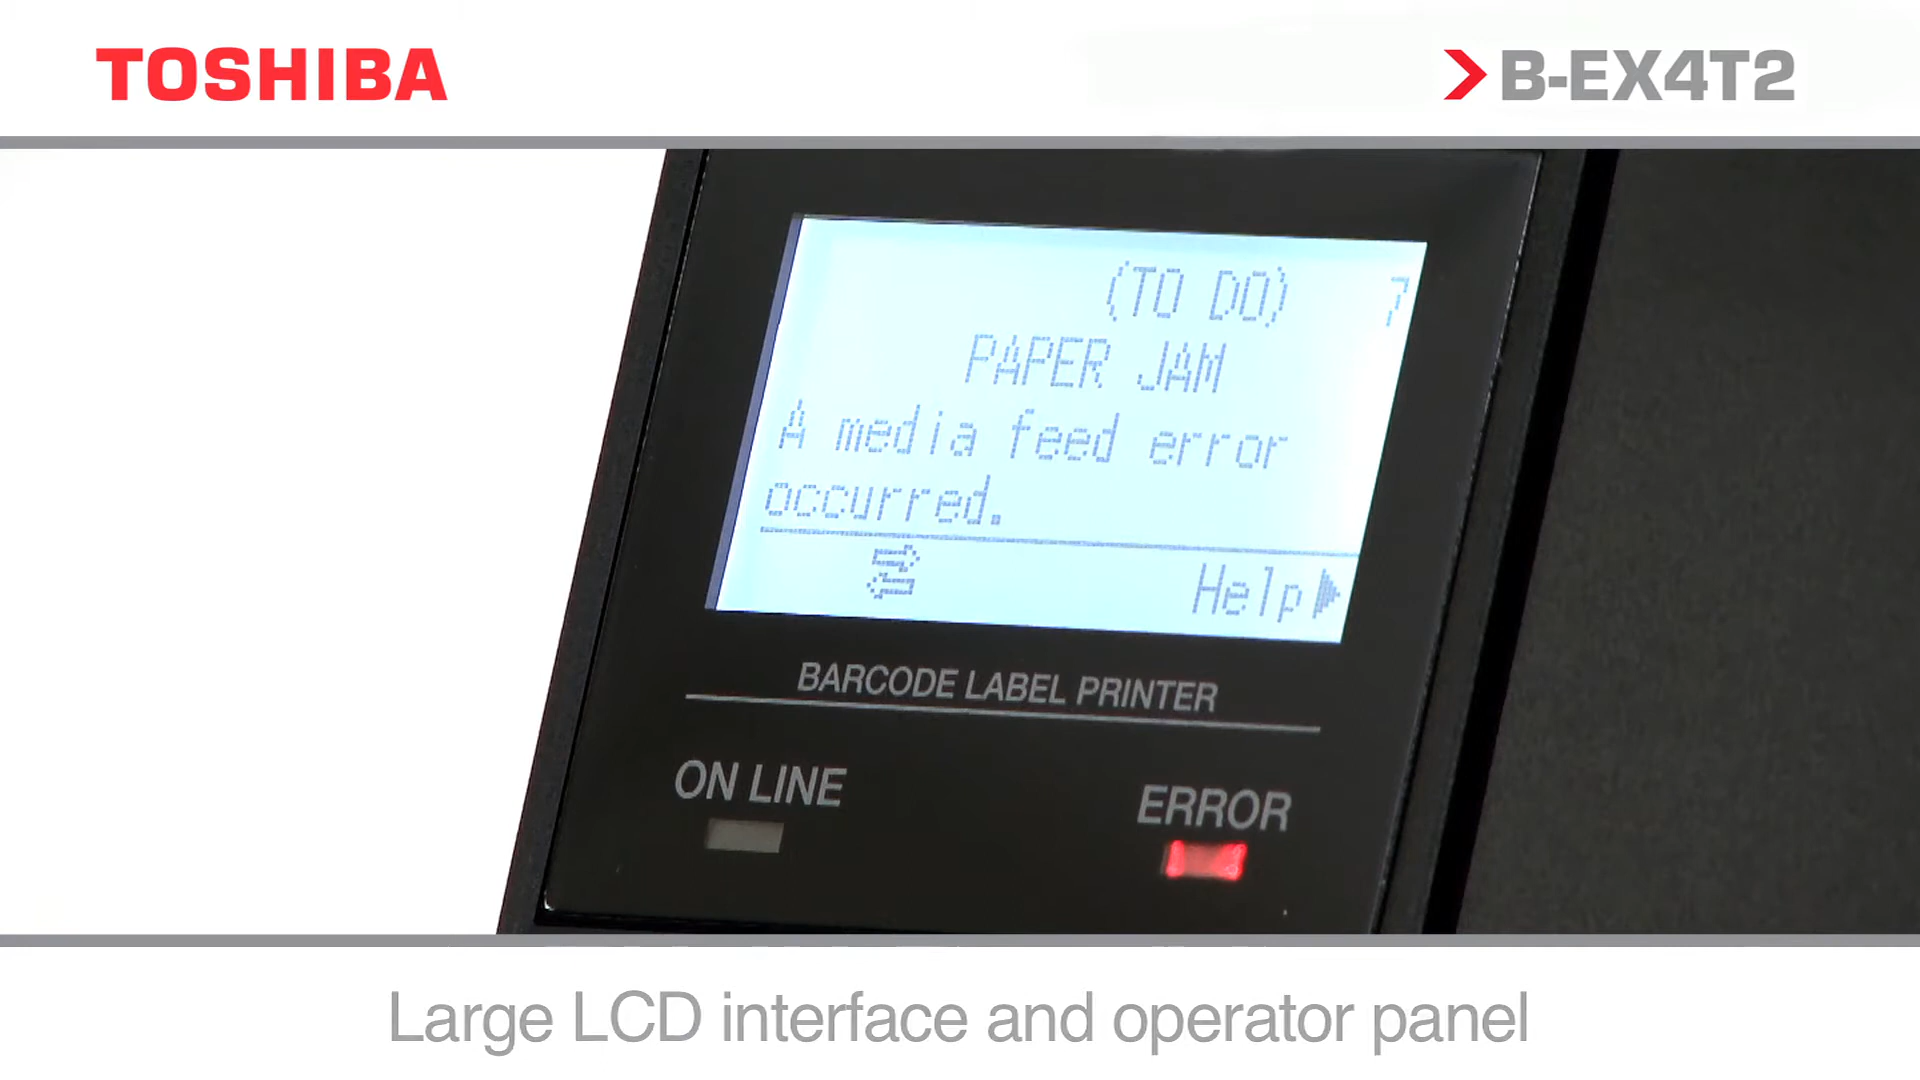 TOSHIBA
B-EX4T2
(TO DO) 7
PAPER JAM
A media feed error
occurred.
Help
BARCODE LABEL PRINTER
ON LINE
ERROR
Large LCD interface and operator panel